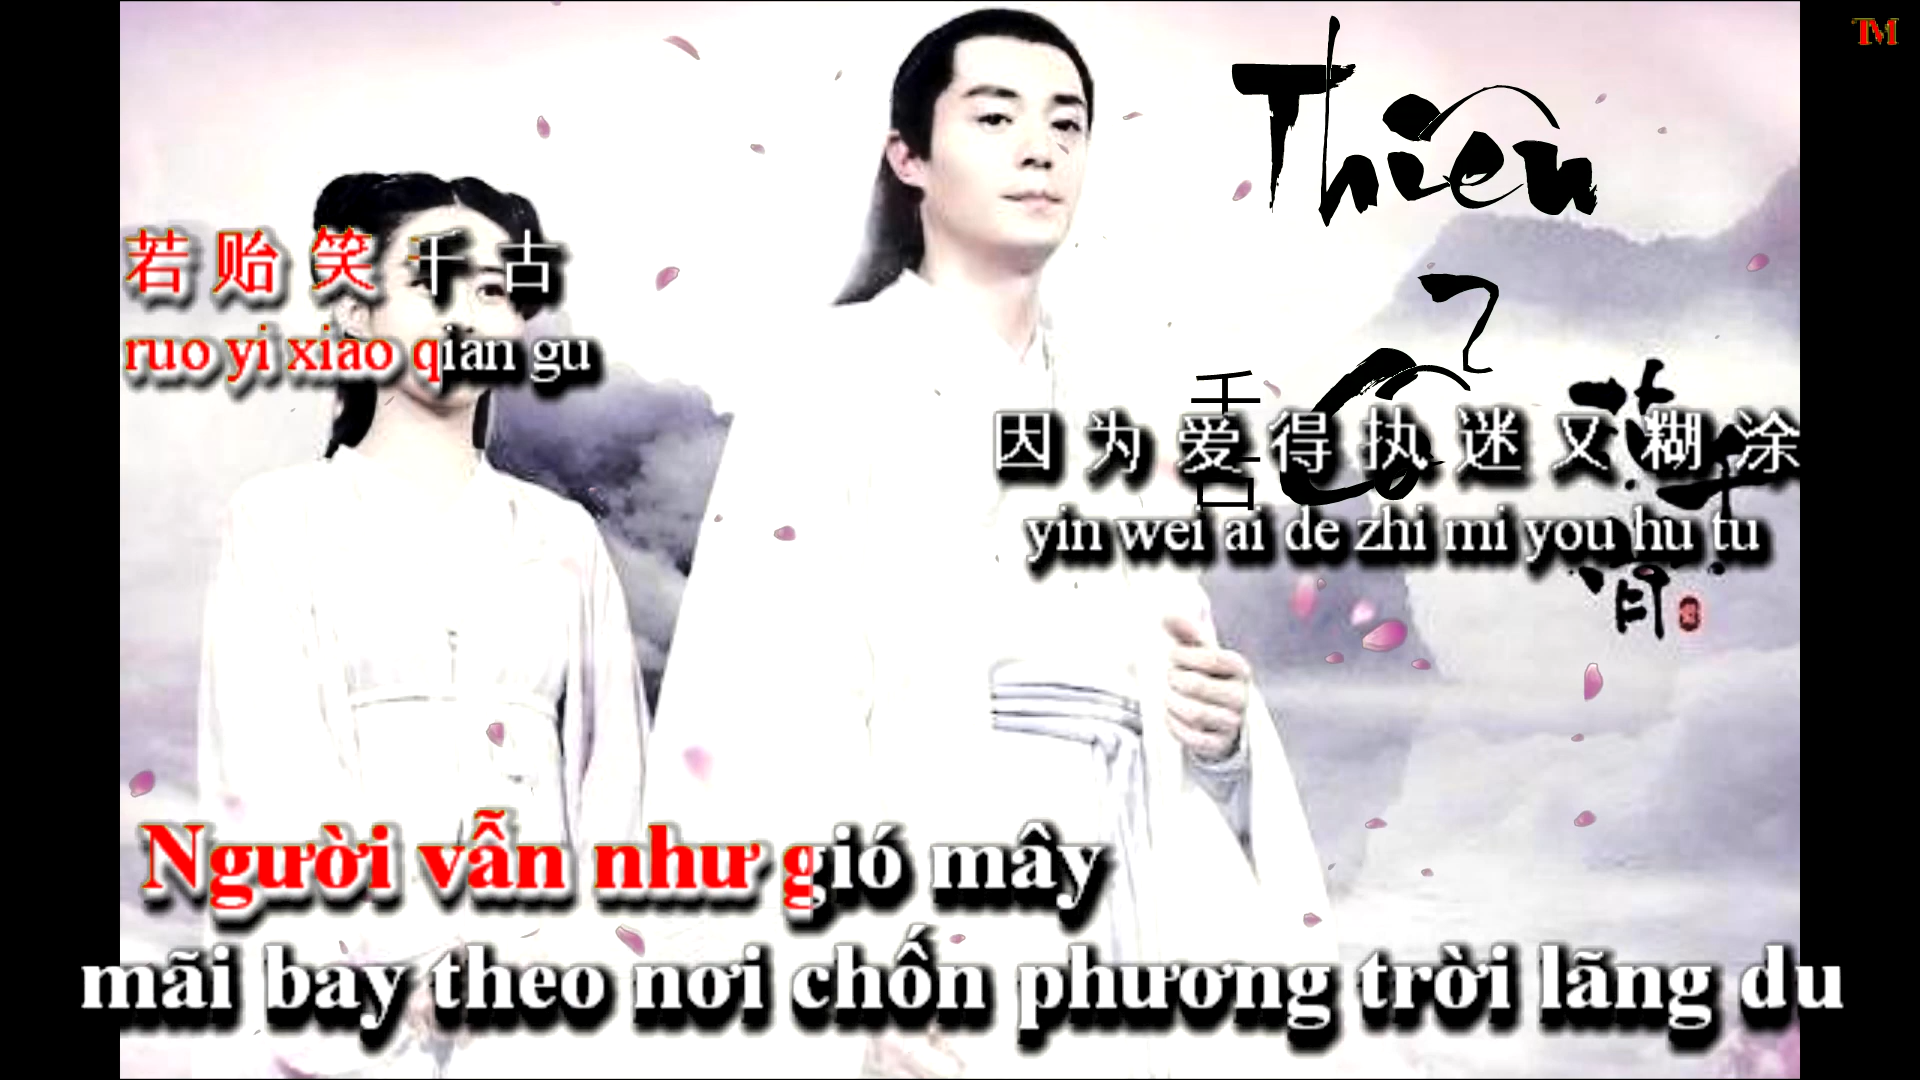 TM
Thiên
Cổ
千
古
若贻笑千古
ruo yi xiao qian gu
因为爱得执迷又糊涂
yin wei ai de zhi mi you hu tu
Người vẫn như gió mây
mãi bay theo nơi chốn phương trời lãng du